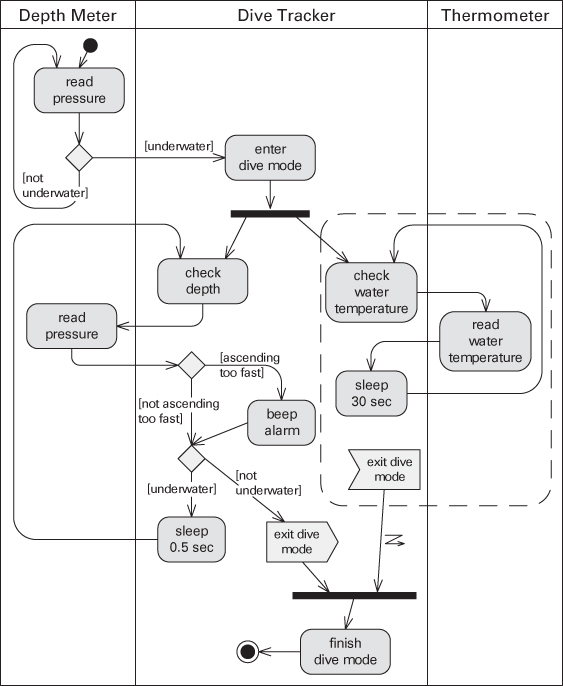 Depth Meter
Dive Tracker
Thermometer
read
pressure
[underwater]
enter
dive mode
[not
underwater]
check
depth
check
water
temperature
read
pressure
read
water
temperature
[ascending
too fast]
sleep
30 sec
[not ascending
too fast]
beep
alarm
exit dive
mode
[underwater]
[not
underwater]
sleep
0.5 sec
exit dive
mode
finish
dive mode